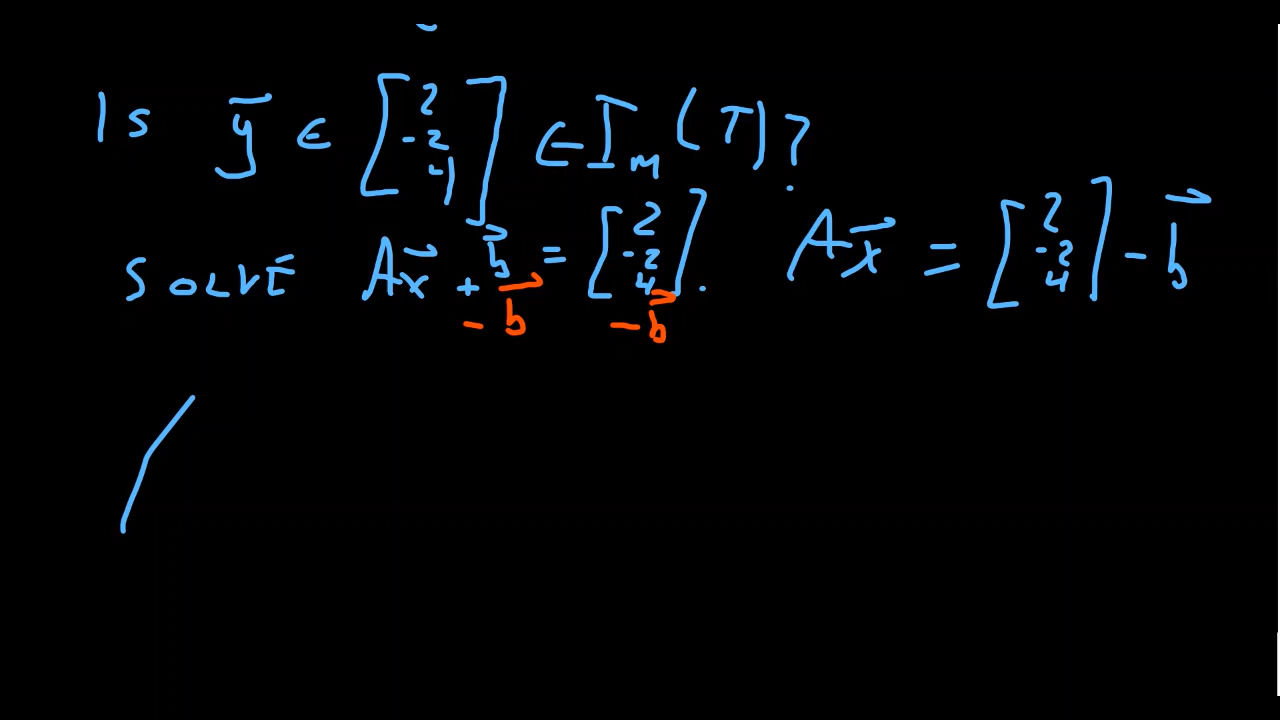 Is y̅ ∈ [2 -2 4] ∈ Im(T)?
SOLVE Ax⃗ + b⃗ = [2 -2 4]. Ax⃗ = [2 -2 4] - b⃗
- b⃗ - b⃗